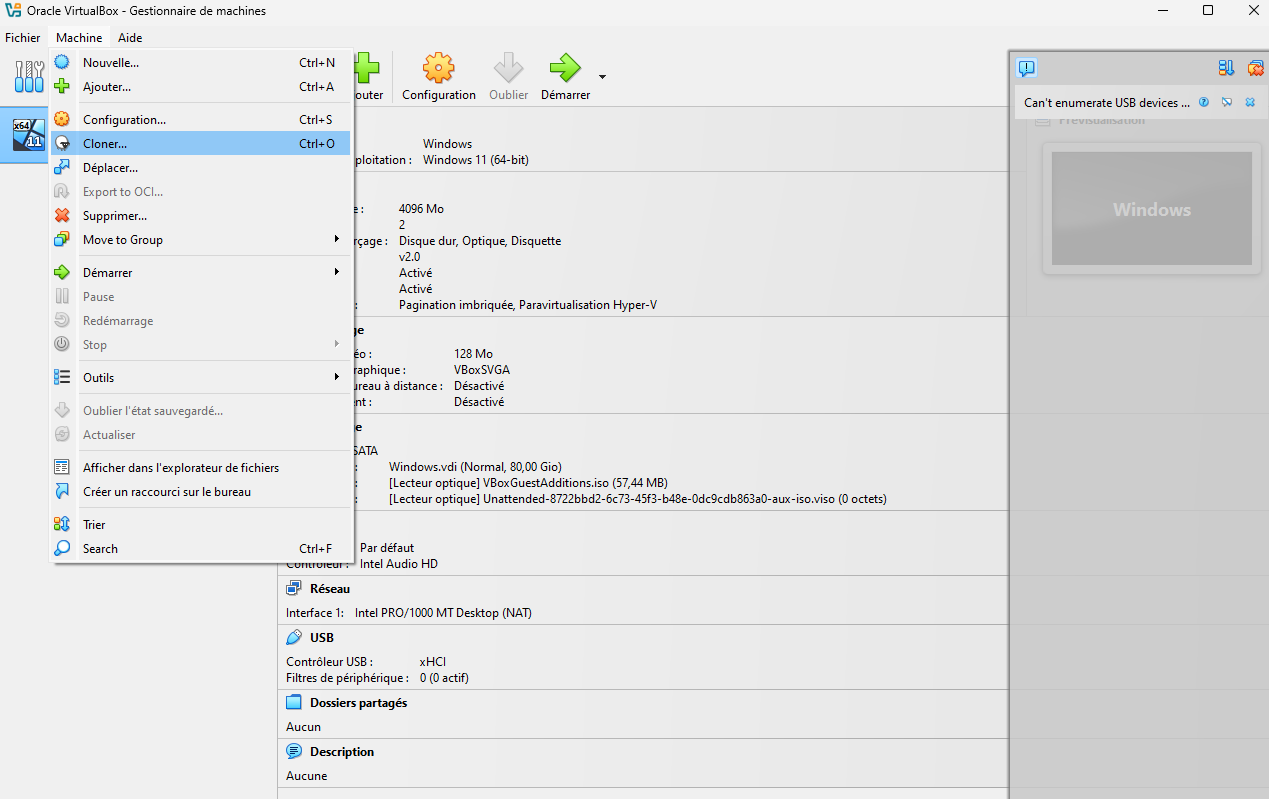 Oracle VirtualBox - Gestionnaire de machines
Fichier Machine Aide
Nouvelle... Ctrl+N
Ajouter... Ctrl+A
Configuration... Ctrl+S
Cloner... Ctrl+O
Déplacer...
Export to OCI...
Supprimer...
Move to Group
Démarrer
Pause
Redémarrage
Stop
Outils
Oublier l'état sauvegardé...
Actualiser
Afficher dans l'explorateur de fichiers
Créer un raccourci sur le bureau
Trier
Search Ctrl+F
x64
11
outer Configuration Oublier Démarrer
Windows
ploitation : Windows 11 (64-bit)
e : 4096 Mo
2
rçage : Disque dur, Optique, Disquette
v2.0
Activé
Activé
: Pagination imbriquée, Paravirtualisation Hyper-V
ge
éo : 128 Mo
raphique : VBoxSVGA
ureau à distance : Désactivé
ent : Désactivé
e
SATA
: Windows.vdi (Normal, 80,00 Gio)
: [Lecteur optique] VBoxGuestAdditions.iso (57,44 MB)
: [Lecteur optique] Unattended-8722bbd2-6c73-45f3-b48e-0dc9cdb863a0-aux-iso.viso (0 octets)
Par défaut
Contrôleur : Intel Audio HD
Réseau
Interface 1: Intel PRO/1000 MT Desktop (NAT)
USB
Contrôleur USB : xHCI
Filtres de périphérique : 0 (0 actif)
Dossiers partagés
Aucun
Description
Aucune
Can't enumerate USB devices ...
Prévisualisation
Windows